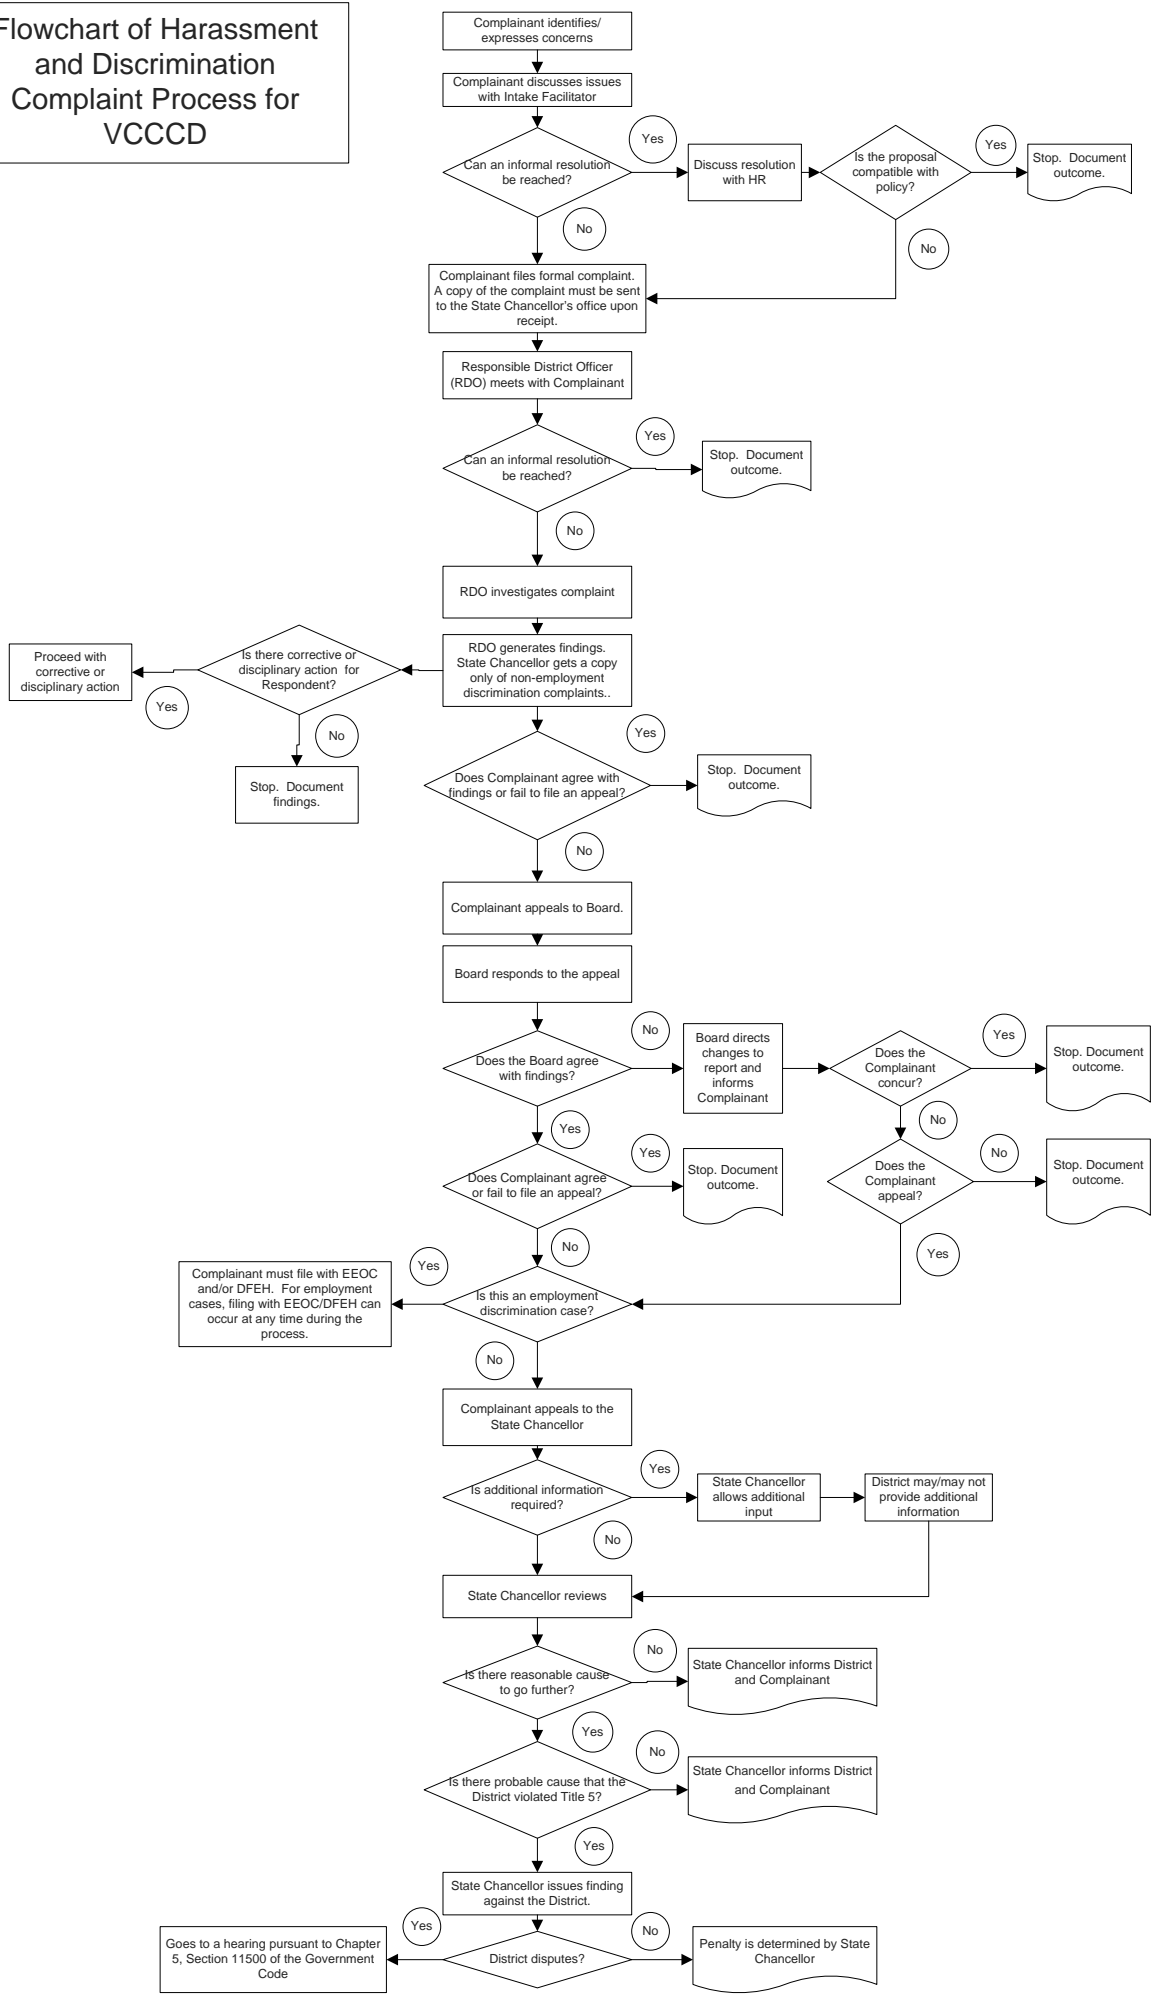 Flowchart of Harassment
and Discrimination
Complaint Process for
VCCCD
Complainant identifies/
expresses concerns
Complainant discusses issues
with Intake Facilitator
Can an informal resolution
be reached?
Yes
Discuss resolution
with HR
Is the proposal
compatible with
policy?
Yes
Stop.  Document
outcome.
No
No
Complainant files formal complaint.
A copy of the complaint must be sent
to the State Chancellor's office upon
receipt.
Responsible District Officer
(RDO) meets with Complainant
Can an informal resolution
be reached?
Yes
Stop.  Document
outcome.
No
RDO investigates complaint
RDO generates findings.
State Chancellor gets a copy
only of non-employment
discrimination complaints..
Is there corrective or
disciplinary action  for
Respondent?
Proceed with
corrective or
disciplinary action
Yes
No
Stop.  Document
findings.
Does Complainant agree with
findings or fail to file an appeal?
Yes
Stop.  Document
outcome.
No
Complainant appeals to Board.
Board responds to the appeal
Does the Board agree
with findings?
No
Board directs
changes to
report and
informs
Complainant
Does the
Complainant
concur?
Yes
Stop. Document
outcome.
Yes
No
Does Complainant agree
or fail to file an appeal?
Yes
Stop. Document
outcome.
Does the
Complainant
appeal?
No
Stop. Document
outcome.
No
Yes
Is this an employment
discrimination case?
Yes
Complainant must file with EEOC
and/or DFEH.  For employment
cases, filing with EEOC/DFEH can
occur at any time during the
process.
No
Complainant appeals to the
State Chancellor
Is additional information
required?
Yes
State Chancellor
allows additional
input
District may/may not
provide additional
information
No
State Chancellor reviews
Is there reasonable cause
to go further?
No
State Chancellor informs District
and Complainant
Yes
Is there probable cause that the
District violated Title 5?
No
State Chancellor informs District
and Complainant
Yes
State Chancellor issues finding
against the District.
District disputes?
Yes
Goes to a hearing pursuant to Chapter
5, Section 11500 of the Government
Code
No
Penalty is determined by State
Chancellor